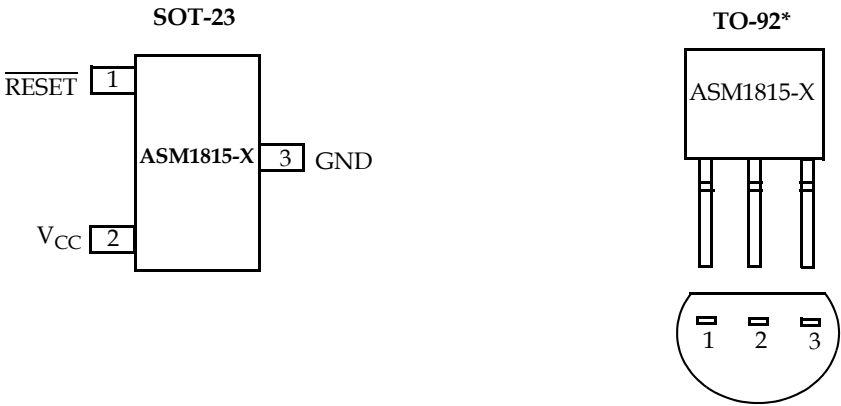 SOT-23
RESET 1
ASM1815-X
3 GND
VCC 2
TO-92*
ASM1815-X
1 2 3